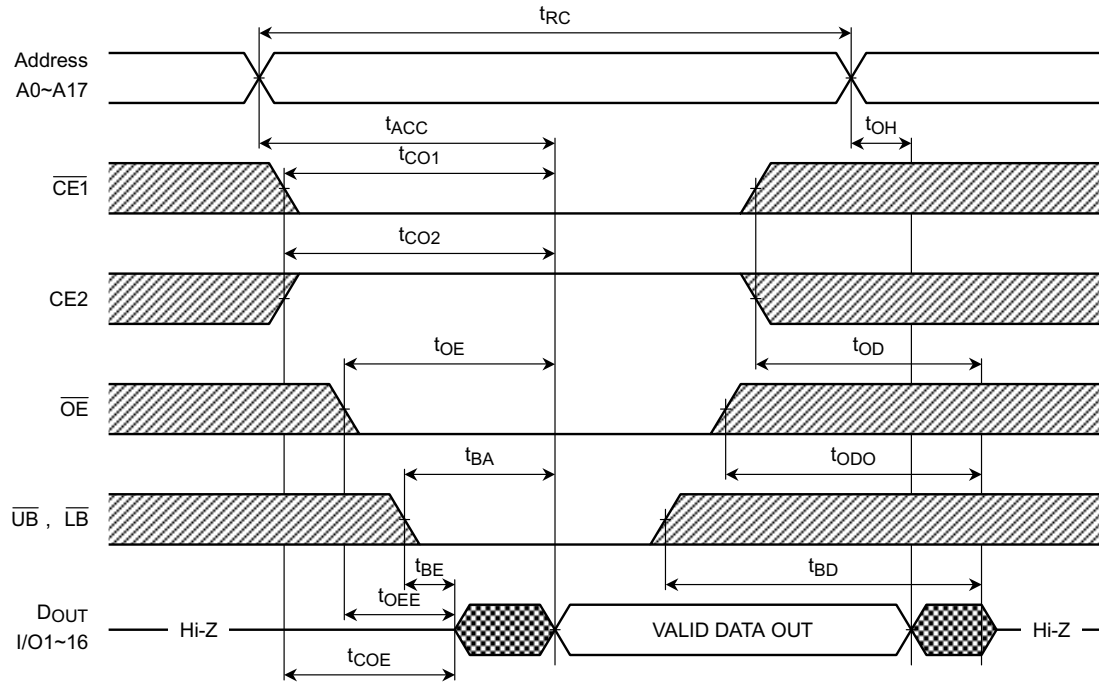 tRC
Address
A0~A17
tACC
tOH
tCO1
CE1
tCO2
CE2
tOE
tOD
OE
tBA
tODO
UB , LB
tBE
tBD
tOEE
DOUT
I/O1~16
Hi-Z
VALID DATA OUT
Hi-Z
tCOE